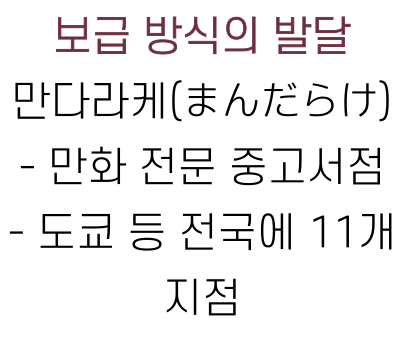 보급 방식의 발달
만다라케(まんだらけ)
- 만화 전문 중고서점
- 도쿄 등 전국에 11개
지점